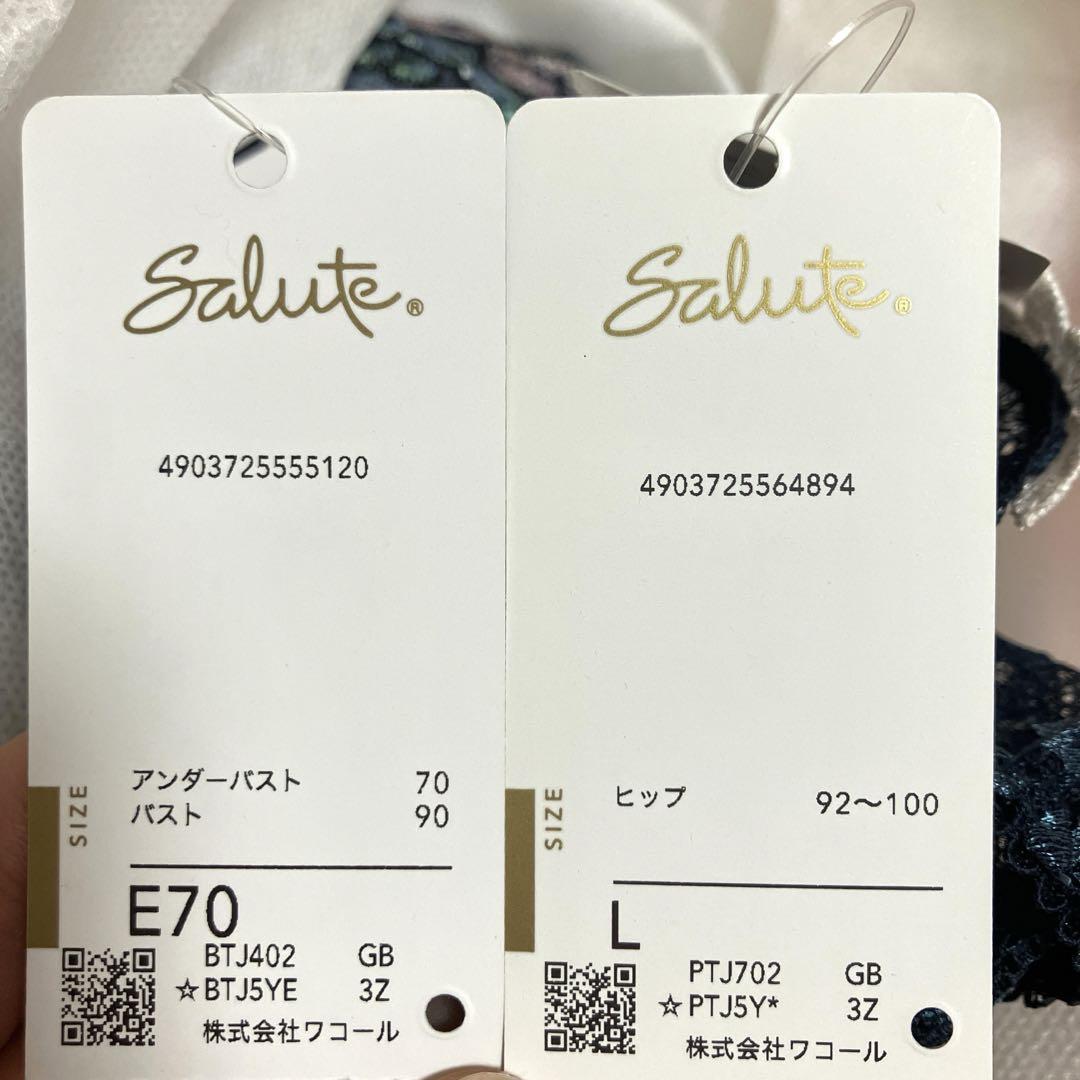 Salute®
4903725555120
SIZE
アンダーバスト 70
バスト 90
E70
BTJ402 GB
☆BTJ5YE 3Z
株式会社ワコール
Salute®
4903725564894
SIZE
ヒップ 92〜100
L
PTJ702 GB
☆PTJ5Y* 3Z
株式会社ワコール